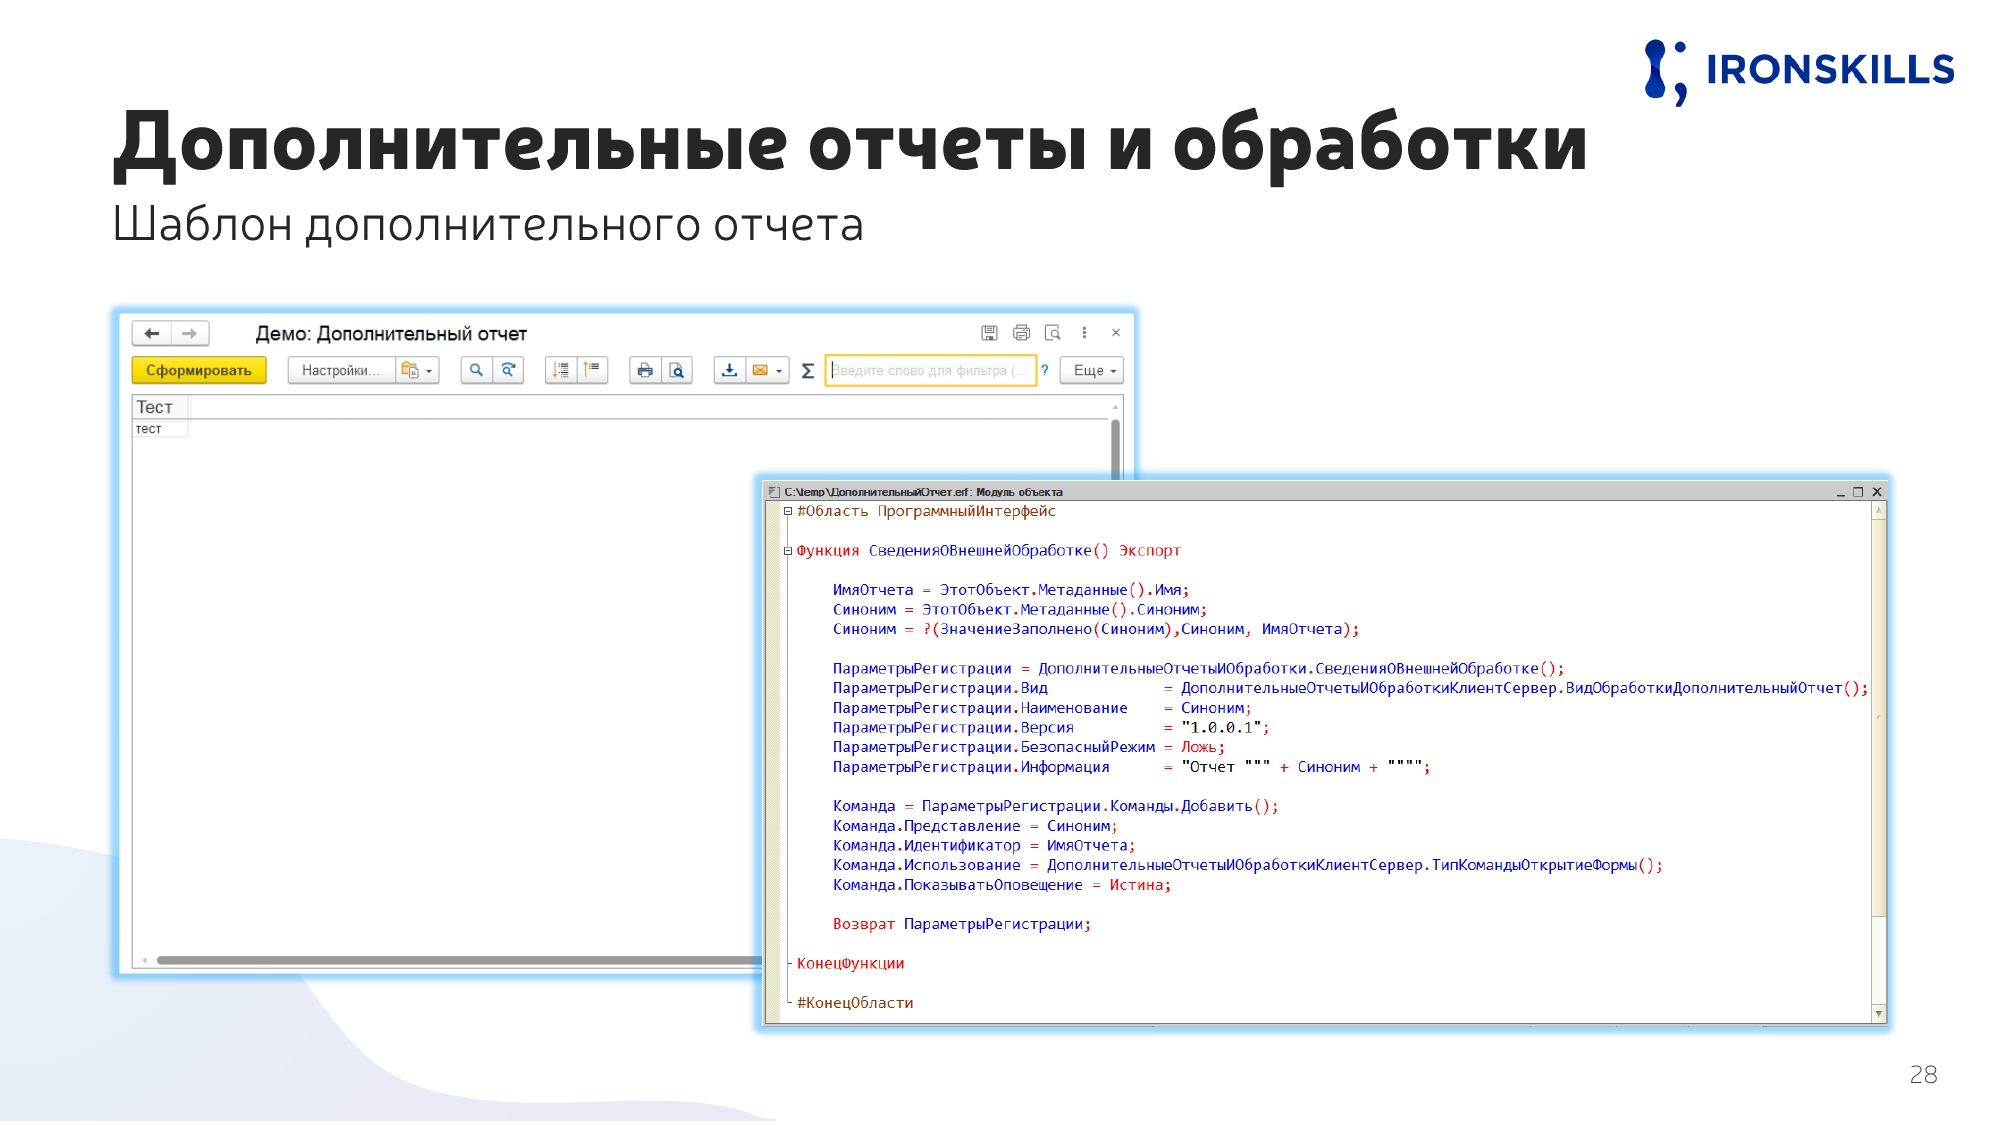 IRONSKILLS
Дополнительные отчеты и обработки
Шаблон дополнительного отчета
Демо: Дополнительный отчет
Сформировать
Настройки...
Введите слово для фильтра (...
?
Еще
Тест
тест
C:\temp\ДополнительныйОтчет.erf: Модуль объекта
#Область ПрограммныйИнтерфейс
Функция СведенияОВнешнейОбработке() Экспорт
ИмяОтчета = ЭтотОбъект.Метаданные().Имя;
Синоним = ЭтотОбъект.Метаданные().Синоним;
Синоним = ?(ЗначениеЗаполнено(Синоним),Синоним, ИмяОтчета);
ПараметрыРегистрации = ДополнительныеОтчетыИОбработки.СведенияОВнешнейОбработке();
ПараметрыРегистрации.Вид = ДополнительныеОтчетыИОбработкиКлиентСервер.ВидОбработкиДополнительныйОтчет();
ПараметрыРегистрации.Наименование = Синоним;
ПараметрыРегистрации.Версия = "1.0.0.1";
ПараметрыРегистрации.БезопасныйРежим = Ложь;
ПараметрыРегистрации.Информация = "Отчет """ + Синоним + """";
Команда = ПараметрыРегистрации.Команды.Добавить();
Команда.Представление = Синоним;
Команда.Идентификатор = ИмяОтчета;
Команда.Использование = ДополнительныеОтчетыИОбработкиКлиентСервер.ТипКомандыОткрытиеФормы();
Команда.ПоказыватьОповещение = Истина;
Возврат ПараметрыРегистрации;
КонецФункции
#КонецОбласти
28